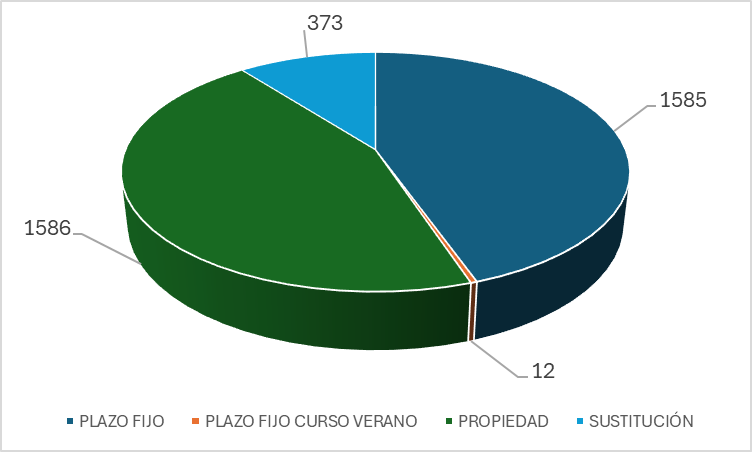 373
1585
1586
12
PLAZO FIJO PLAZO FIJO CURSO VERANO PROPIEDAD SUSTITUCIÓN